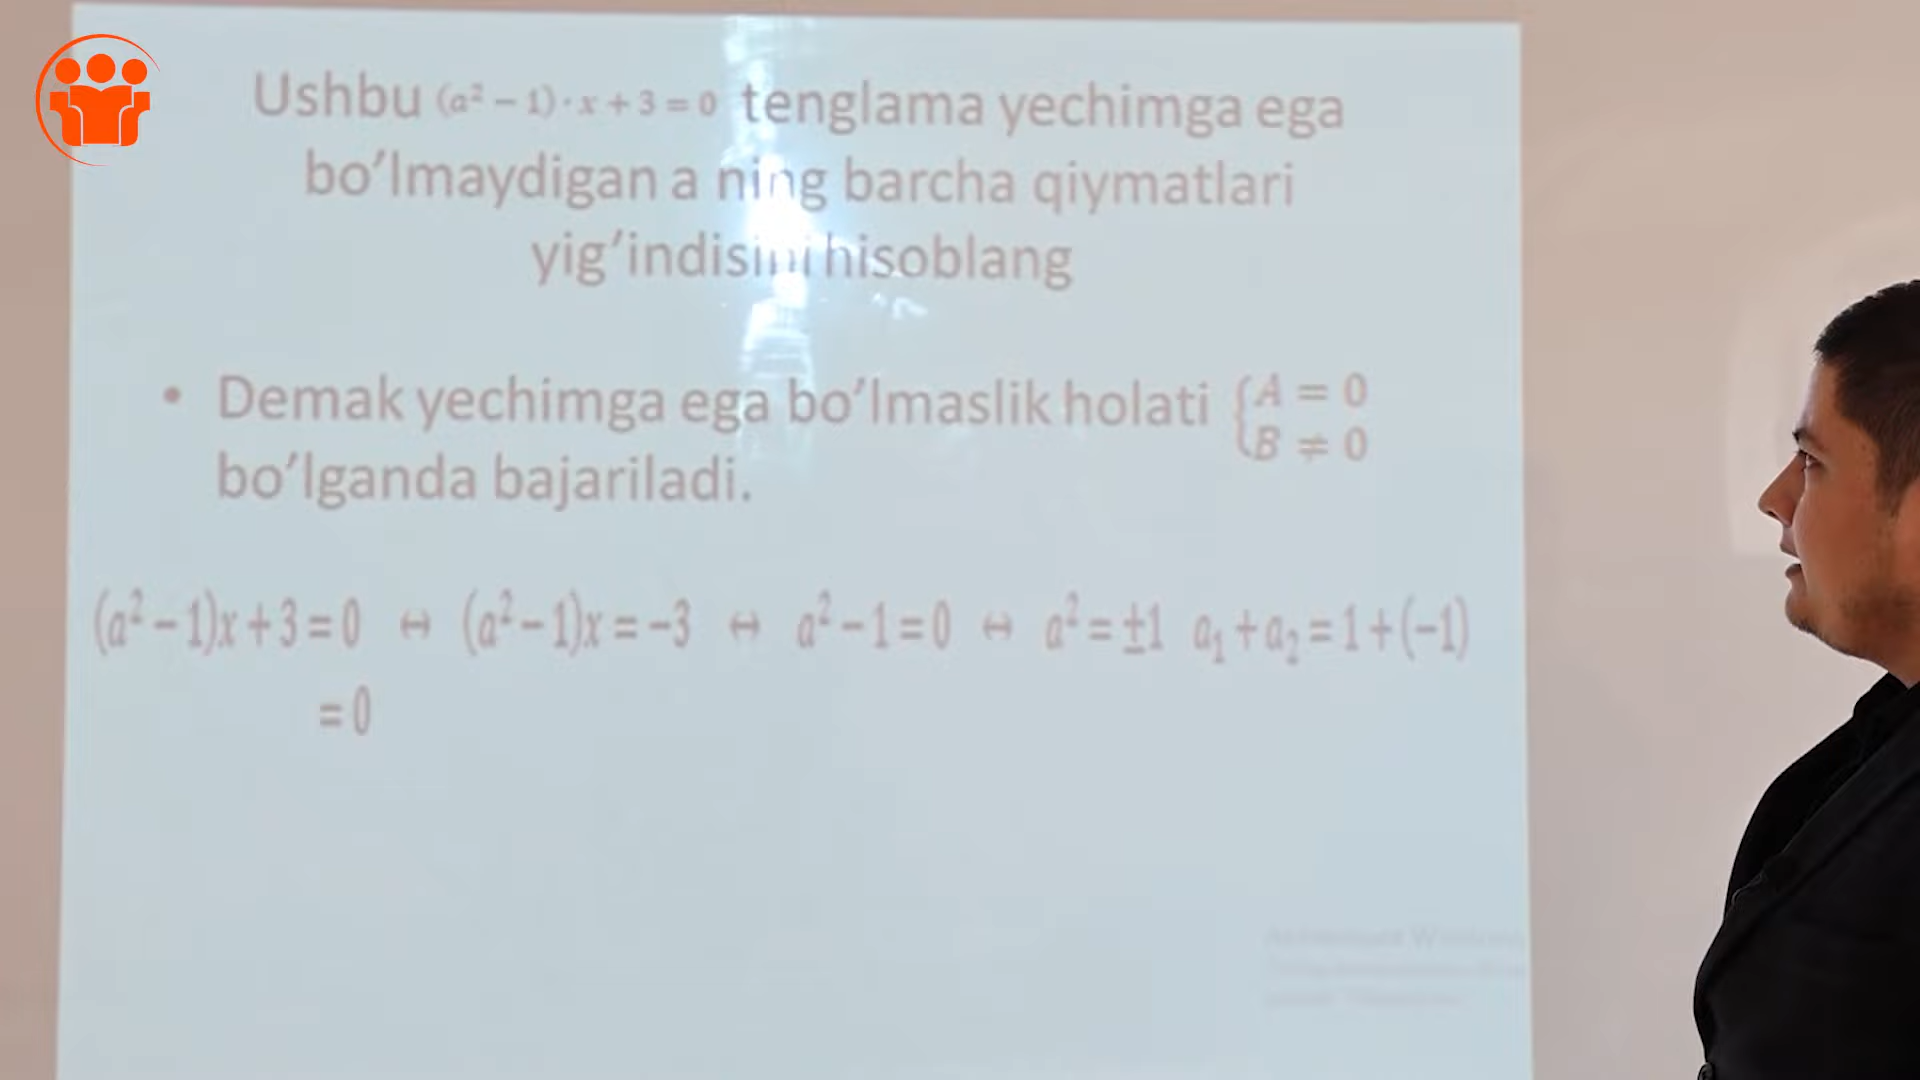 Ushbu (a² − 1) · x + 3 = 0 tenglama yechimga ega
bo’lmaydigan a ning barcha qiymatlari
yig’indisini hisoblang
• Demak yechimga ega bo’lmaslik holati {A = 0
B ≠ 0
bo’lganda bajariladi.
(a² − 1)x + 3 = 0 ⇔ (a² − 1)x = −3 ⇔ a² − 1 = 0 ⇔ a² = ±1 a₁ + a₂ = 1 + (−1)
= 0